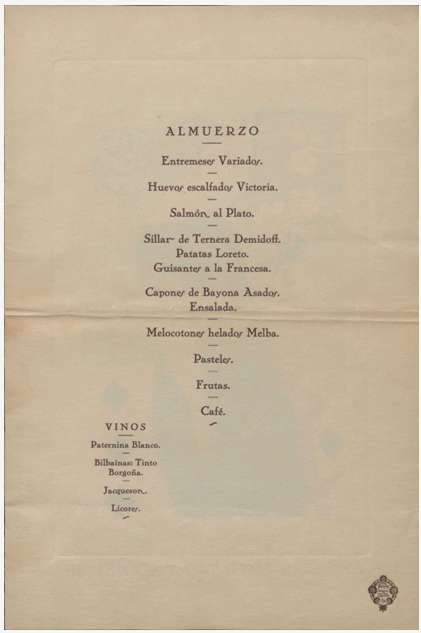 ALMUERZO
Entremeses Variados.
Huevos escalfados Victoria.
Salmón al Plato.
Sillar de Ternera Demidoff.
Patatas Loreto.
Guisantes a la Francesa.
Capones de Bayona Asados.
Ensalada.
Melocotones helados Melba.
Pasteles.
Frutas.
Café.
VINOS
Paternina Blanco.
Bilbainas: Tinto
Borgoña.
Jacqueson.
Licores.